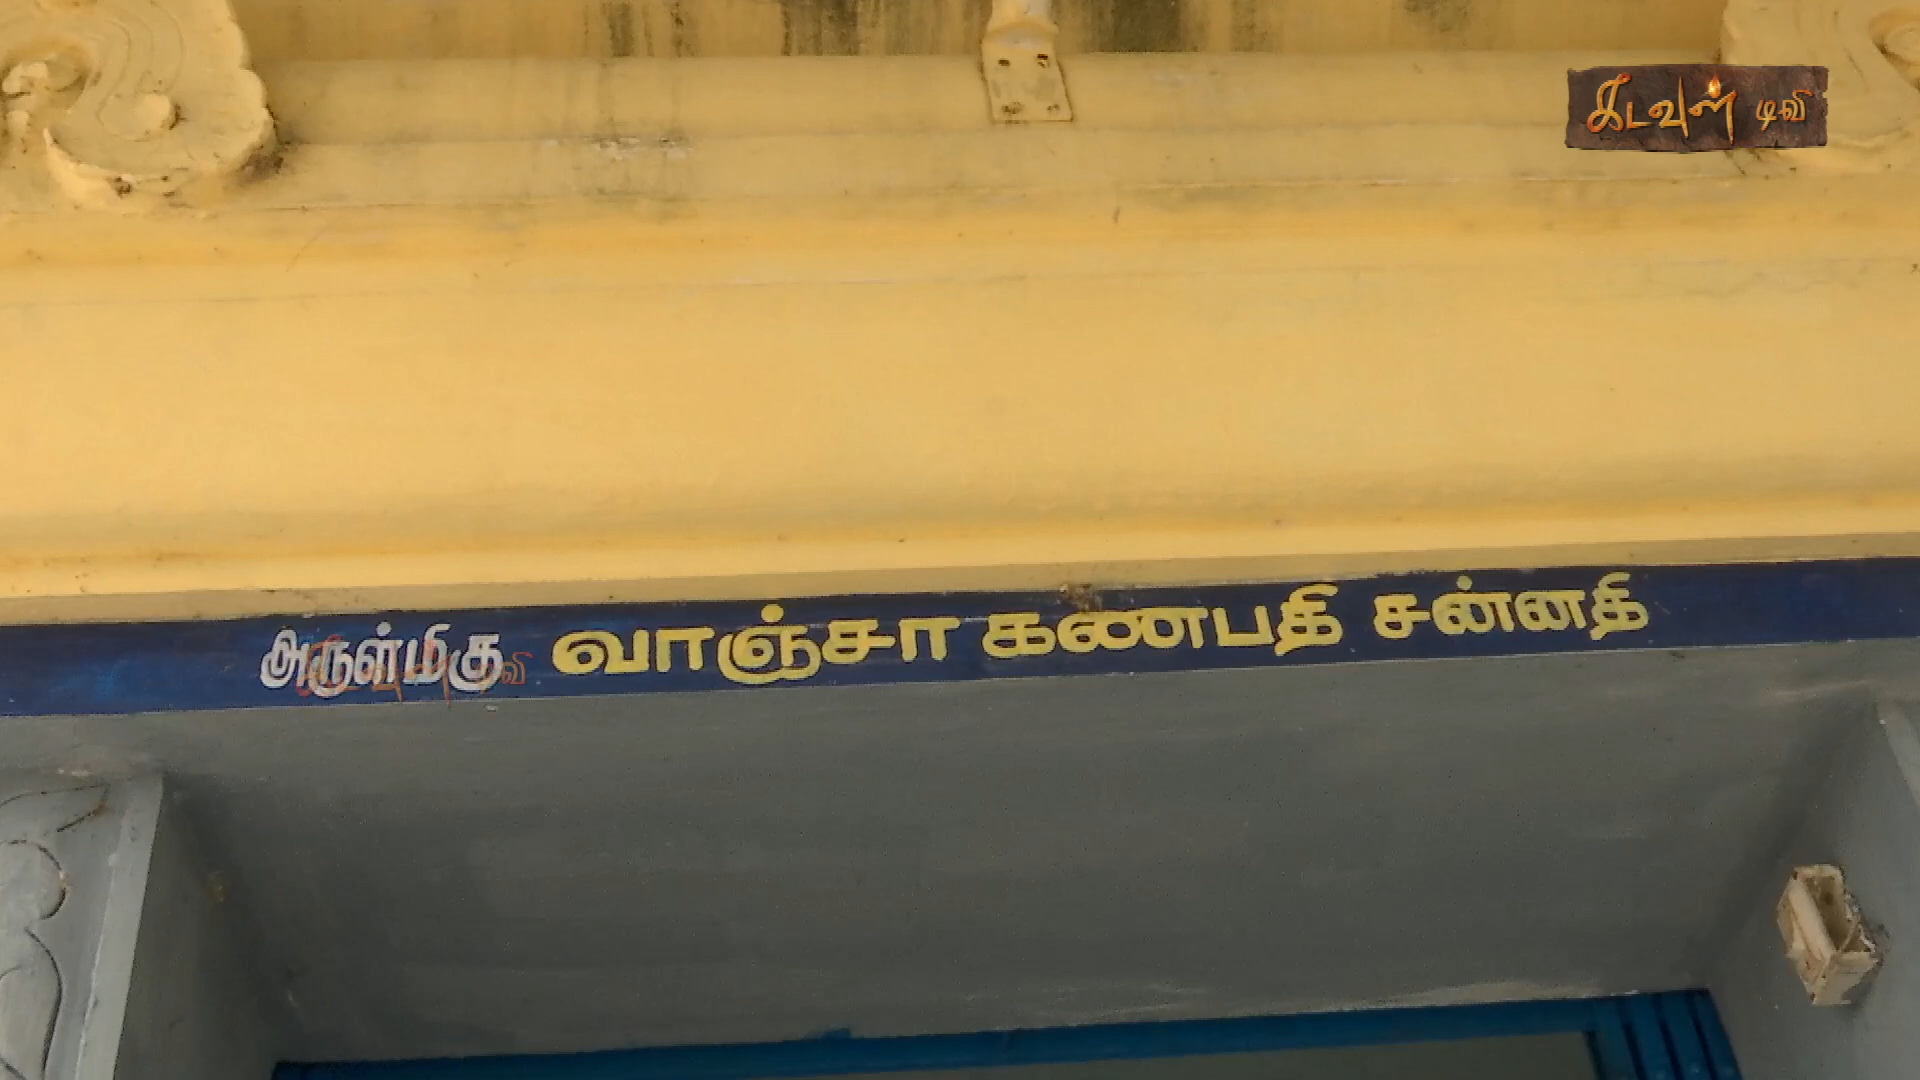 கடவுள் டிவி
அருள்மிகு வாஞ்சா கணபதி சன்னதி